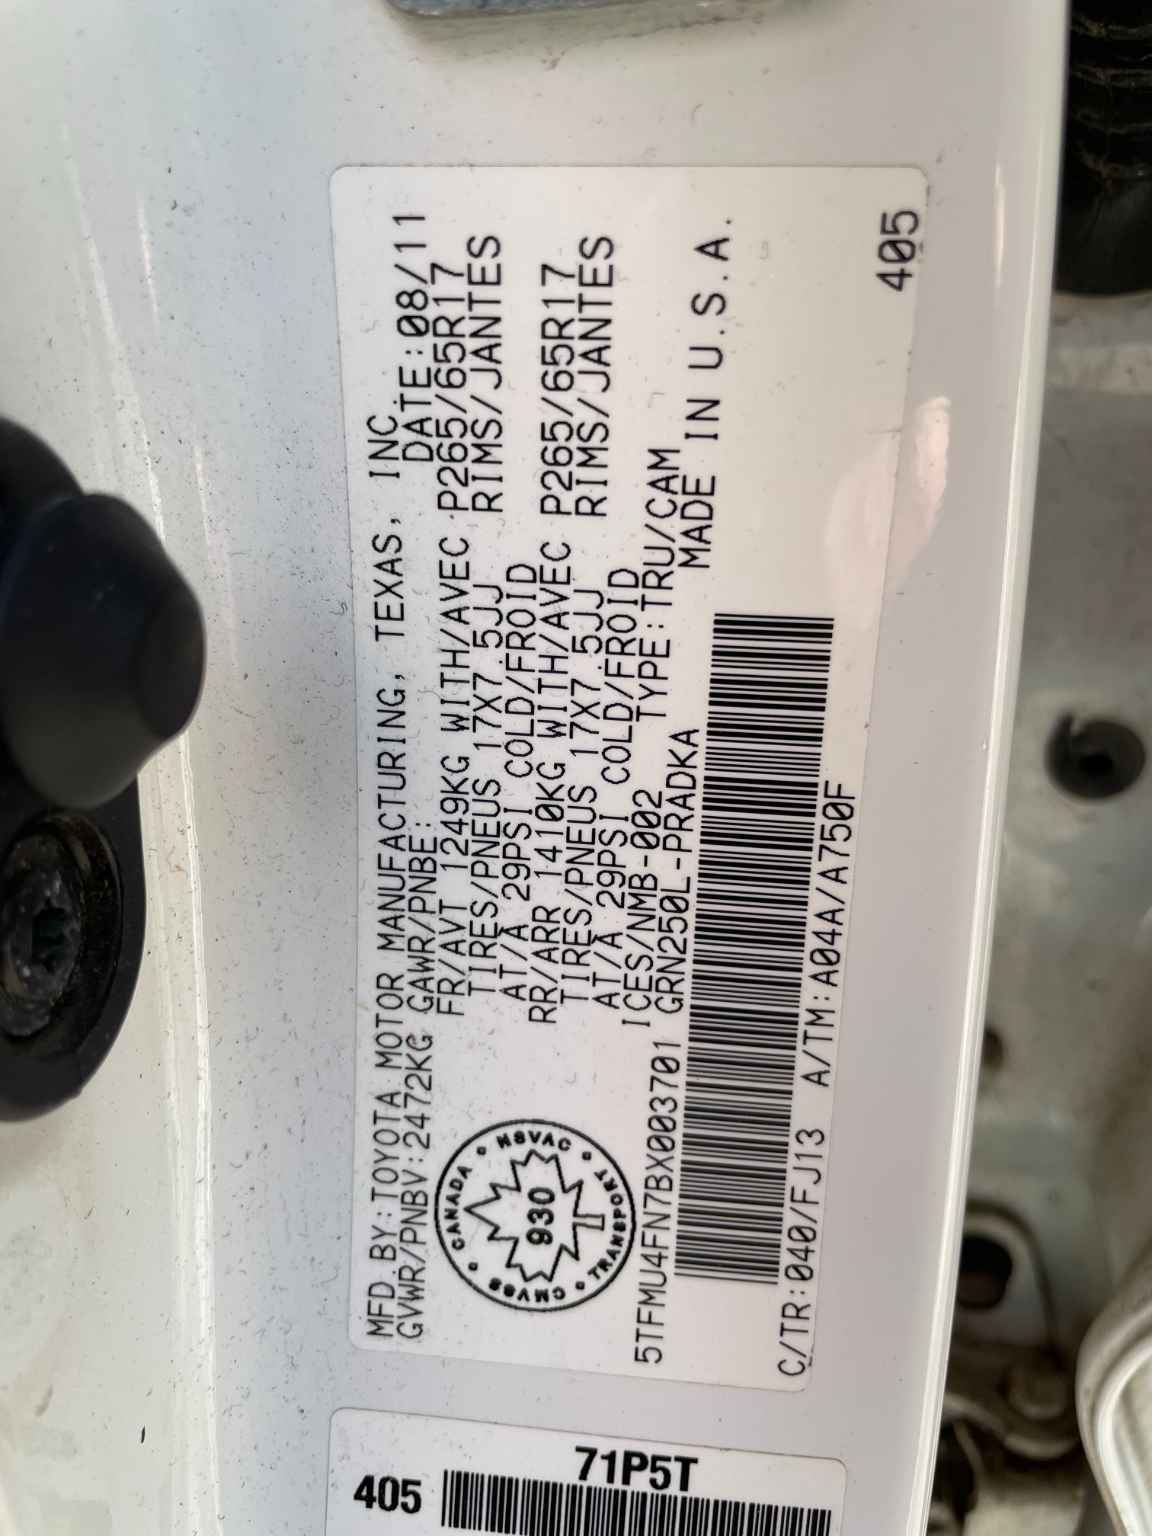 MFD.BY:TOYOTA MOTOR MANUFACTURING, TEXAS, INC
GVWR/PNBV:2472KG GAWR/PNBE: DATE:08/11
FR/AVT 1249KG WITH/AVEC P265/65R17
TIRES/PNEUS 17X7.5JJ RIMS/JANTES
AT/A 29PSI COLD/FROID
RR/ARR 1410KG WITH/AVEC P265/65R17
TIRES/PNEUS 17X7.5JJ RIMS/JANTES
AT/A 29PSI COLD/FROID
ICES/NMB-002 TYPE:TRU/CAM
CANADA • NSVAC • TRANSPORT • CMVSS •
930
5TFMU4FN7BX003701 GRN250L-PRADKA MADE IN U.S.A.
C/TR:040/FJ13 A/TM:A04A/A750F
405
405
71P5T